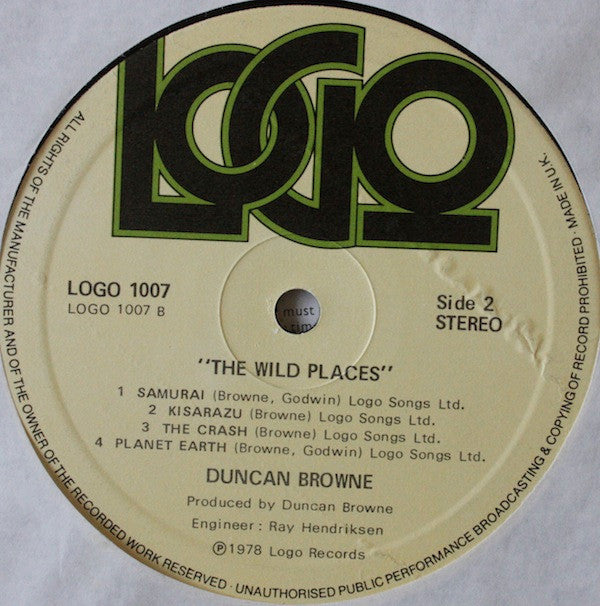 LOGO
LOGO 1007
LOGO 1007 B
Side 2
STEREO
must
"THE WILD PLACES"
1 SAMURAI (Browne, Godwin) Logo Songs Ltd.
2 KISARAZU (Browne) Logo Songs Ltd.
3 THE CRASH (Browne) Logo Songs Ltd.
4 PLANET EARTH (Browne, Godwin) Logo Songs Ltd.
DUNCAN BROWNE
Produced by Duncan Browne
Engineer: Ray Hendriksen
℗1978 Logo Records
ALL RIGHTS OF THE MANUFACTURER AND OF THE OWNER OF THE RECORDED WORK RESERVED · UNAUTHORISED PUBLIC PERFORMANCE BROADCASTING & COPYING OF RECORD PROHIBITED · MADE IN U.K.